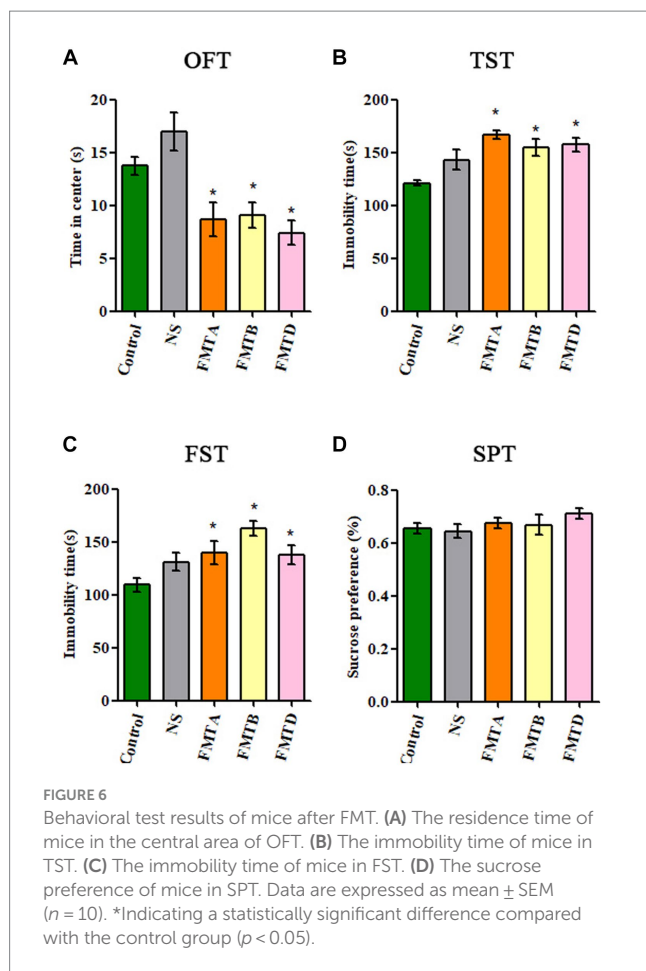 A
OFT
Time in center (s)
20
15
10
5
0
*
*
*
Control
NS
FMTA
FMTB
FMTD
B
TST
Immobility time(s)
200
150
100
50
0
*
*
*
Control
NS
FMTA
FMTB
FMTD
C
FST
Immobility time(s)
200
150
100
50
0
*
*
*
Control
NS
FMTA
FMTB
FMTD
D
SPT
Sucrose preference (%)
0.8
0.6
0.4
0.2
0.0
Control
NS
FMTA
FMTB
FMTD
FIGURE 6
Behavioral test results of mice after FMT. (A) The residence time of
mice in the central area of OFT. (B) The immobility time of mice in
TST. (C) The immobility time of mice in FST. (D) The sucrose
preference of mice in SPT. Data are expressed as mean ± SEM
(n = 10). *Indicating a statistically significant difference compared
with the control group (p < 0.05).